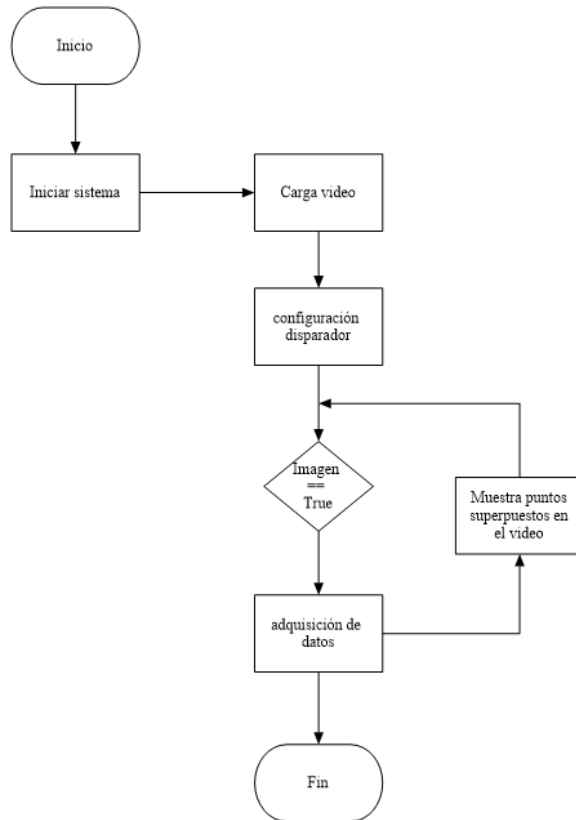 Inicio
Iniciar sistema
Carga video
configuración
disparador
Imagen
==
True
Muestra puntos
superpuestos en
el video
adquisición de
datos
Fin